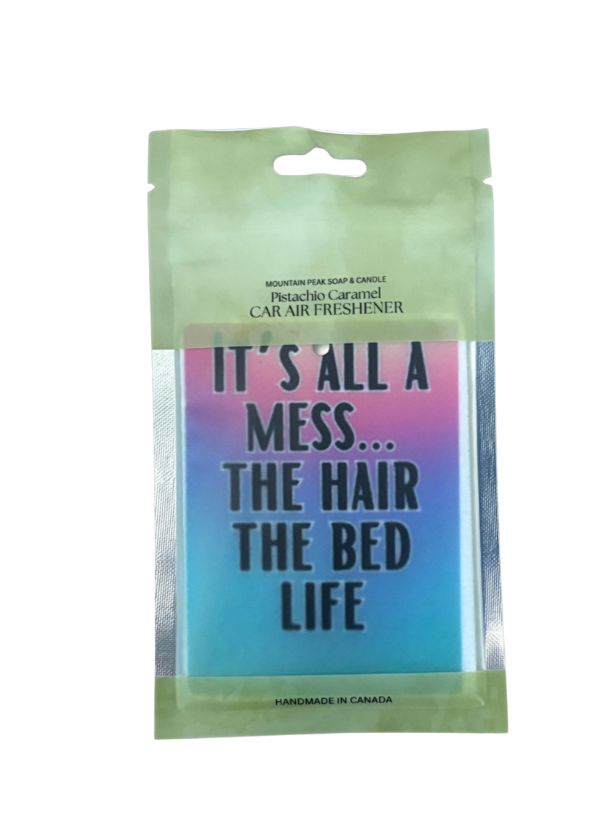 MOUNTAIN PEAK SOAP & CANDLE
Pistachio Caramel
CAR AIR FRESHENER
IT'S ALL A
MESS...
THE HAIR
THE BED
LIFE
HANDMADE IN CANADA